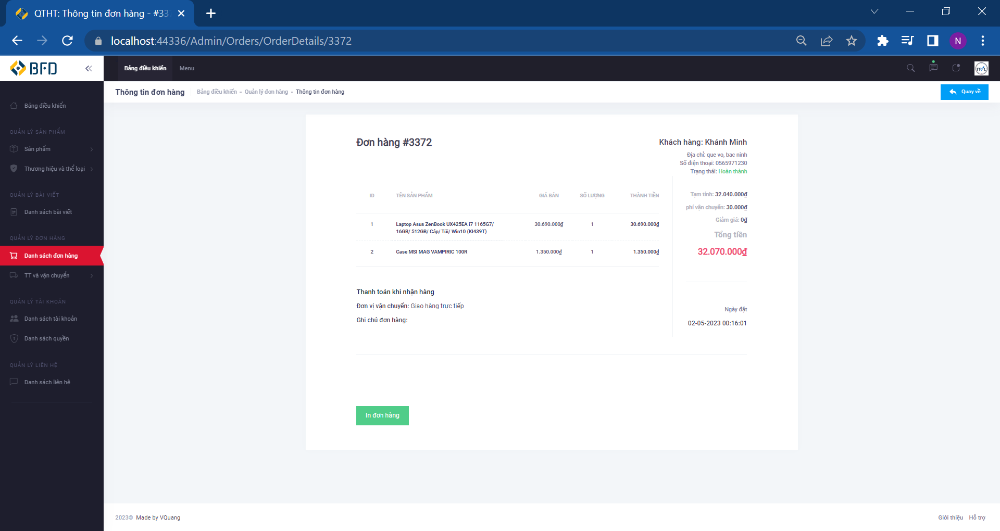 QTHT: Thông tin đơn hàng - #337
localhost:44336/Admin/Orders/OrderDetails/3372
N
BFD
Bảng điều khiển
Menu
Thông tin đơn hàng
Bảng điều khiển - Quản lý đơn hàng - Thông tin đơn hàng
Quay về
Bảng điều khiển
QUẢN LÝ SẢN PHẨM
Sản phẩm
Thương hiệu và thể loại
QUẢN LÝ BÀI VIẾT
Danh sách bài viết
QUẢN LÝ ĐƠN HÀNG
Danh sách đơn hàng
TT và vận chuyển
QUẢN LÝ TÀI KHOẢN
Danh sách tài khoản
Danh sách quyền
QUẢN LÝ LIÊN HỆ
Danh sách liên hệ
Đơn hàng #3372
Khách hàng: Khánh Minh
Địa chỉ: que vo, bac ninh
Số điện thoại: 0565971230
Trạng thái: Hoàn thành
ID TÊN SẢN PHẨM GIÁ BÁN SỐ LƯỢNG THÀNH TIỀN
1 Laptop Asus ZenBook UX425EA i7 1165G7/ 30.690.000₫ 1 30.690.000₫
16GB/ 512GB/ Cáp/ Túi/ Win10 (KI439T)
2 Case MSI MAG VAMPIRIC 100R 1.350.000₫ 1 1.350.000₫
Tạm tính: 32.040.000₫
phí vận chuyển: 30.000₫
Giảm giá: 0₫
Tổng tiền
32.070.000₫
Thanh toán khi nhận hàng
Đơn vị vận chuyển: Giao hàng trực tiếp
Ghi chú đơn hàng:
Ngày đặt
02-05-2023 00:16:01
In đơn hàng
2023© Made by VQuang
Giới thiệu Hỗ trợ